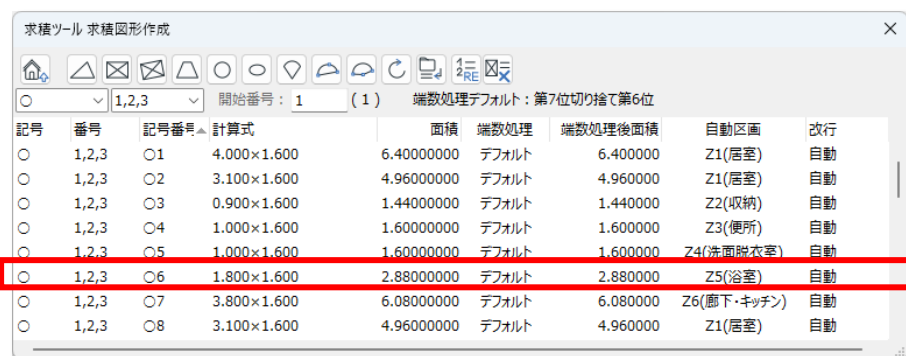 求積ツール 求積図形作成
○ 1,2,3 開始番号： 1 (1) 端数処理デフォルト：第7位切り捨て第6位
記号 番号 記号番号 計算式 面積 端数処理 端数処理後面積 自動区画 改行
○ 1,2,3 ○1 4.000×1.600 6.40000000 デフォルト 6.400000 Z1(居室) 自動
○ 1,2,3 ○2 3.100×1.600 4.96000000 デフォルト 4.960000 Z1(居室) 自動
○ 1,2,3 ○3 0.900×1.600 1.44000000 デフォルト 1.440000 Z2(収納) 自動
○ 1,2,3 ○4 1.000×1.600 1.60000000 デフォルト 1.600000 Z3(便所) 自動
○ 1,2,3 ○5 1.000×1.600 1.60000000 デフォルト 1.600000 Z4(洗面脱衣室) 自動
○ 1,2,3 ○6 1.800×1.600 2.88000000 デフォルト 2.880000 Z5(浴室) 自動
○ 1,2,3 ○7 3.800×1.600 6.08000000 デフォルト 6.080000 Z6(廊下・キッチン) 自動
○ 1,2,3 ○8 3.100×1.600 4.96000000 デフォルト 4.960000 Z1(居室) 自動